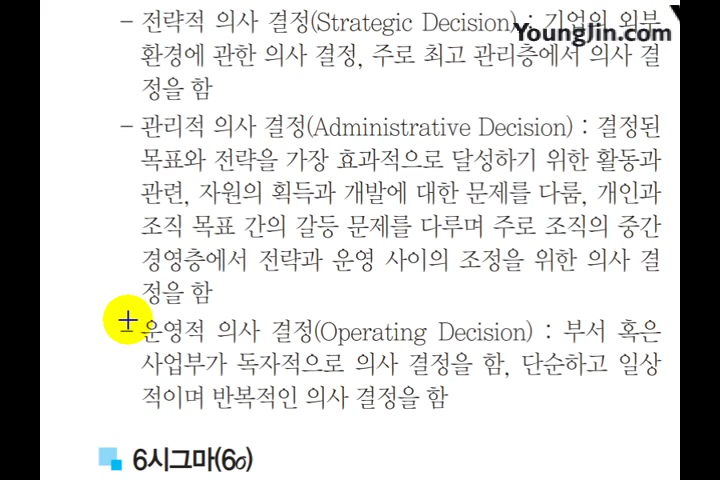 – 전략적 의사 결정(Strategic Decision) : 기업의 외부
YoungJin.com
환경에 관한 의사 결정, 주로 최고 관리층에서 의사 결
정을 함
– 관리적 의사 결정(Administrative Decision) : 결정된
목표와 전략을 가장 효과적으로 달성하기 위한 활동과
관련, 자원의 획득과 개발에 대한 문제를 다룸, 개인과
조직 목표 간의 갈등 문제를 다루며 주로 조직의 중간
경영층에서 전략과 운영 사이의 조정을 위한 의사 결
정을 함
– 운영적 의사 결정(Operating Decision) : 부서 혹은
사업부가 독자적으로 의사 결정을 함, 단순하고 일상
적이며 반복적인 의사 결정을 함
6시그마(6σ)